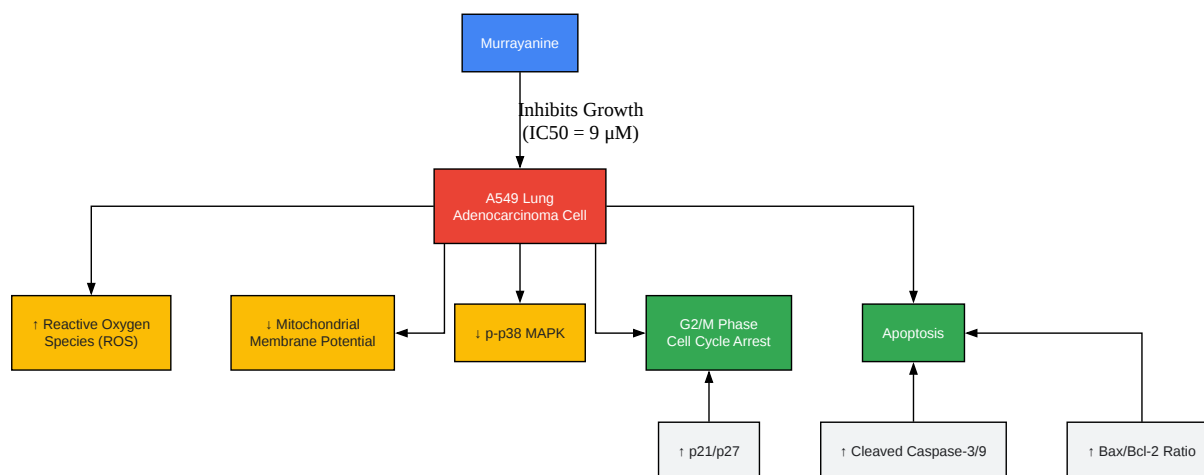 Murrayanine
Inhibits Growth
(IC50 = 9 μM)
A549 Lung
Adenocarcinoma Cell
↑ Reactive Oxygen
Species (ROS)
↓ Mitochondrial
Membrane Potential
↓ p-p38 MAPK
G2/M Phase
Cell Cycle Arrest
Apoptosis
↑ p21/p27
↑ Cleaved Caspase-3/9
↑ Bax/Bcl-2 Ratio